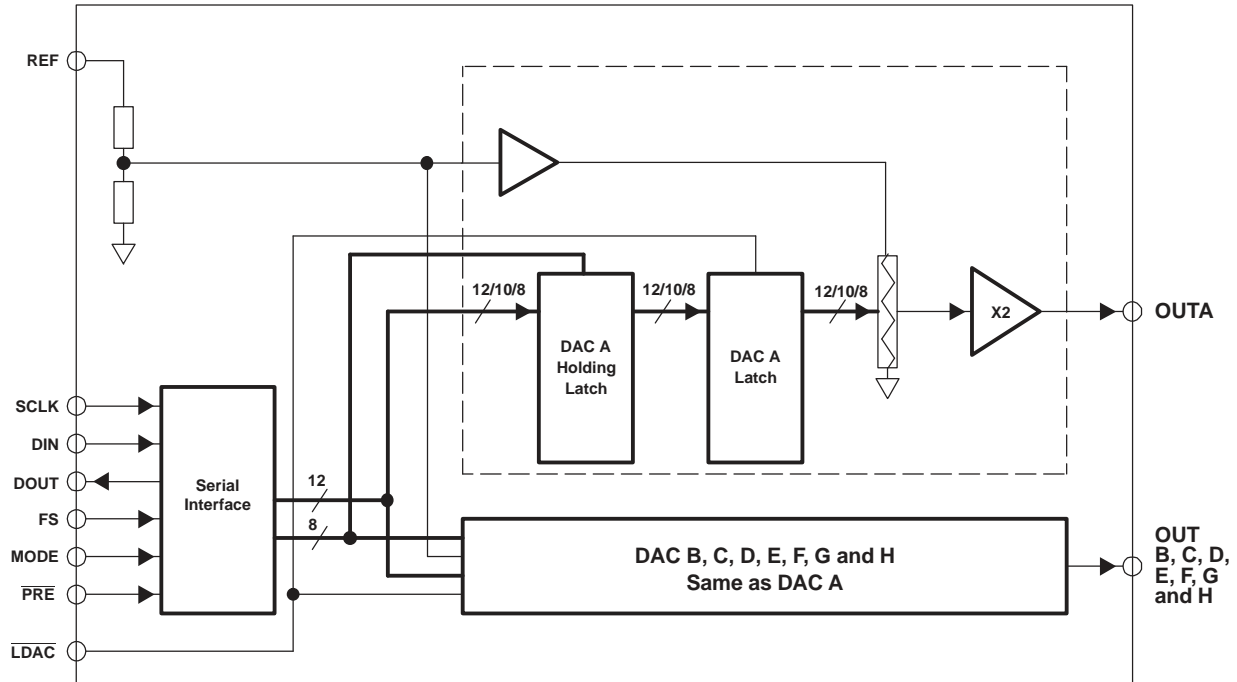 REF
12/10/8
12/10/8
12/10/8
DAC A
Holding
Latch
DAC A
Latch
X2
OUTA
SCLK
DIN
DOUT
FS
MODE
PRE
LDAC
Serial
Interface
12
8
DAC B, C, D, E, F, G and H
Same as DAC A
OUT
B, C, D,
E, F, G
and H